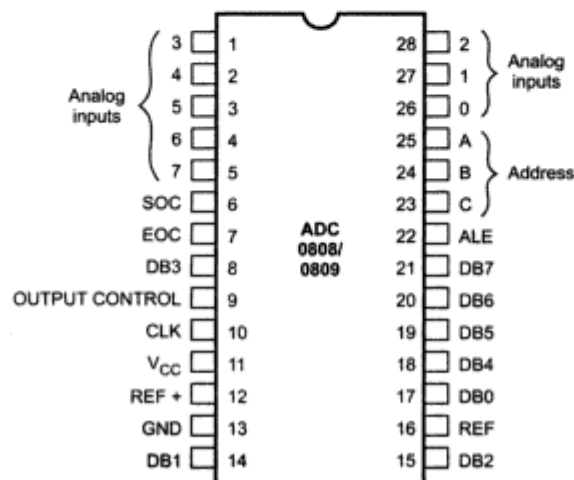 3 1 28 2
4 2 27 1
Analog inputs
5 3 26 0
Analog inputs
6 4 25 A
7 5 24 B
Address
SOC 6 23 C
EOC 7 ADC 0808/ 0809 22 ALE
DB3 8 21 DB7
OUTPUT CONTROL 9 20 DB6
CLK 10 19 DB5
VCC 11 18 DB4
REF + 12 17 DB0
GND 13 16 REF
DB1 14 15 DB2